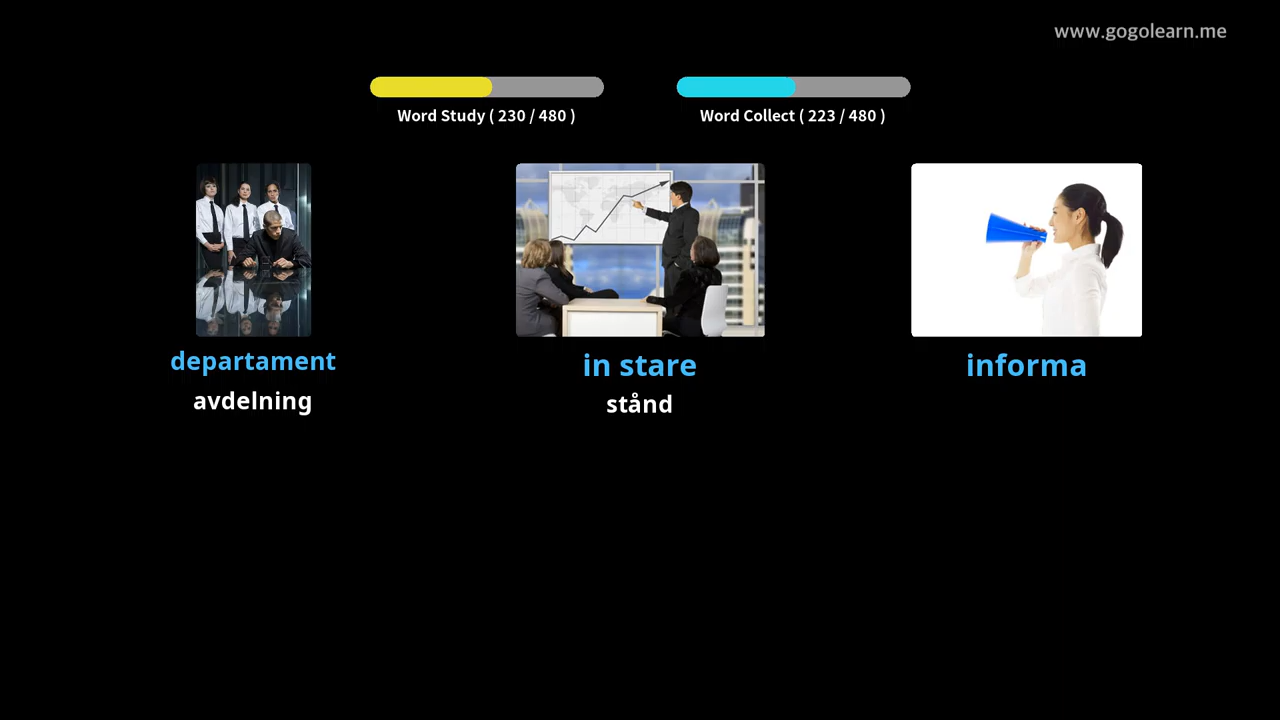 www.gogolearn.me
Word Study ( 230 / 480 )
Word Collect ( 223 / 480 )
departament
avdelning
in stare
stånd
informa